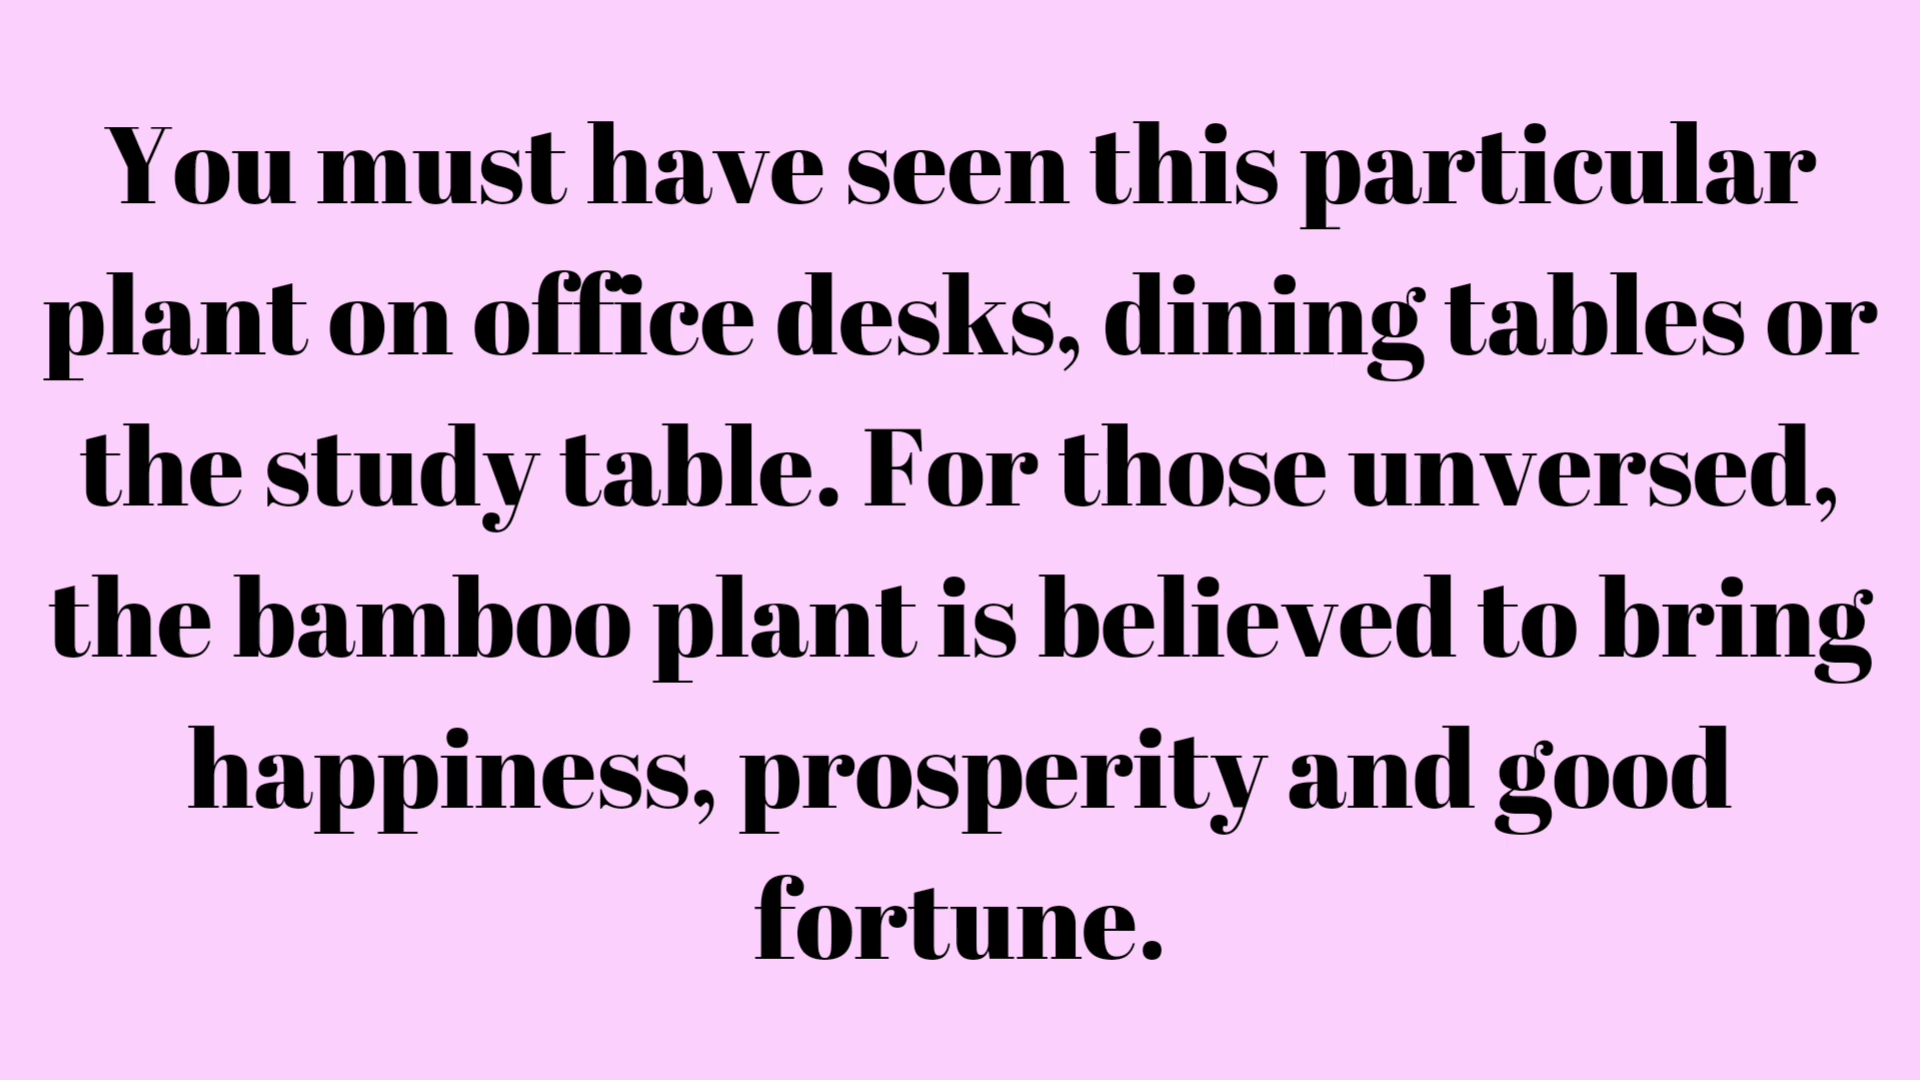 You must have seen this particular
plant on office desks, dining tables or
the study table. For those unversed,
the bamboo plant is believed to bring
happiness, prosperity and good
fortune.